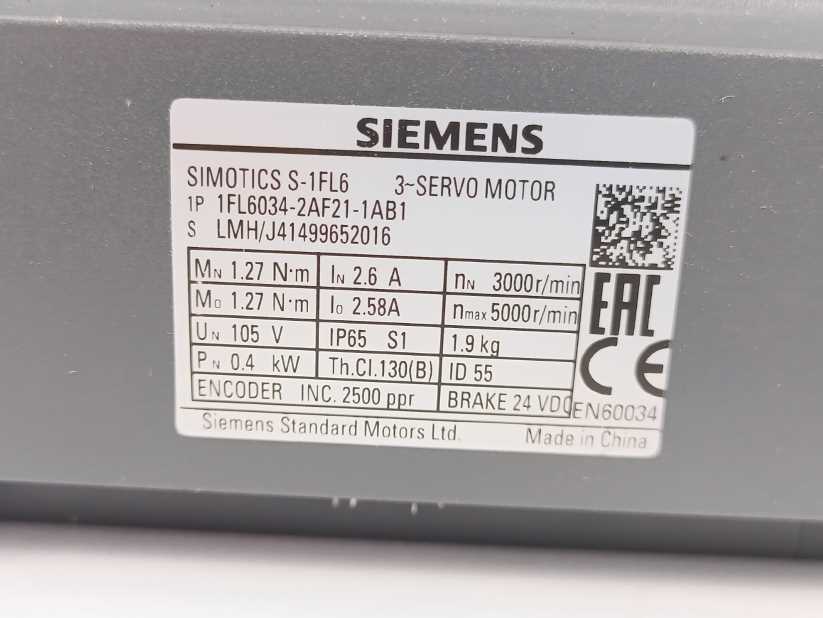 SIEMENS
SIMOTICS S-1FL6 3~SERVO MOTOR
1P 1FL6034-2AF21-1AB1
S LMH/J41499652016
MN 1.27 N·m IN 2.6 A nN 3000r/min
M0 1.27 N·m I0 2.58A nmax 5000r/min
UN 105 V IP65 S1 1.9 kg
PN 0.4 kW Th.Cl.130(B) ID 55
ENCODER INC. 2500 ppr BRAKE 24 VDC
EAC
CE
EN60034
Siemens Standard Motors Ltd. Made in China